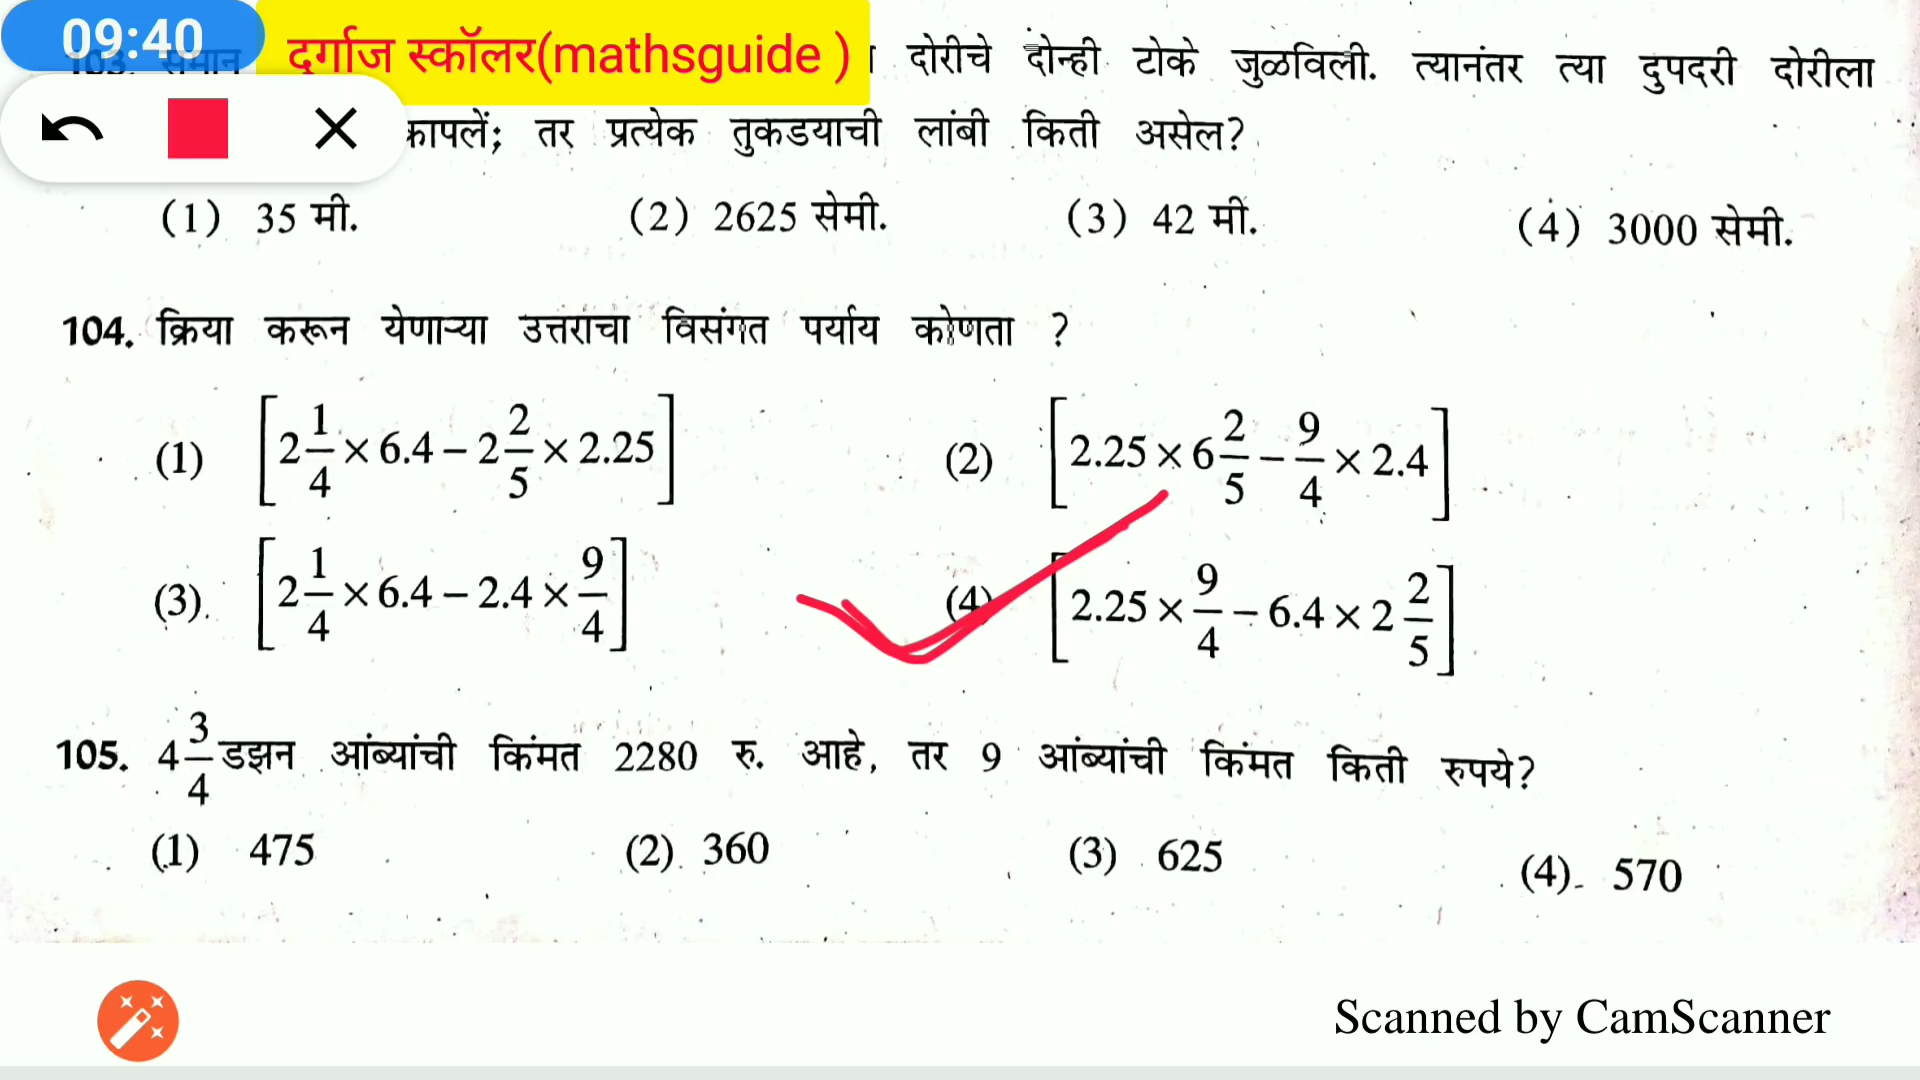 09:40
दर्गाज स्कॉलर(mathsguide )
103. समान दोरीचे दोन्ही टोके जुळविली. त्यानंतर त्या दुपदरी दोरीला
कापलें; तर प्रत्येक तुकडयाची लांबी किती असेल?
(1) 35 मी. (2) 2625 सेमी. (3) 42 मी. (4) 3000 सेमी.
104. क्रिया करून येणाऱ्या उत्तराचा विसंगत पर्याय कोणता ?
(1) [2 1/4 × 6.4 – 2 2/5 × 2.25] (2) [2.25 × 6 2/5 – 9/4 × 2.4]
(3). [2 1/4 × 6.4 – 2.4 × 9/4] (4) [2.25 × 9/4 – 6.4 × 2 2/5]
105. 4 3/4 डझन आंब्यांची किंमत 2280 रु. आहे, तर 9 आंब्यांची किंमत किती रुपये?
(1) 475 (2). 360 (3) 625 (4). 570
Scanned by CamScanner